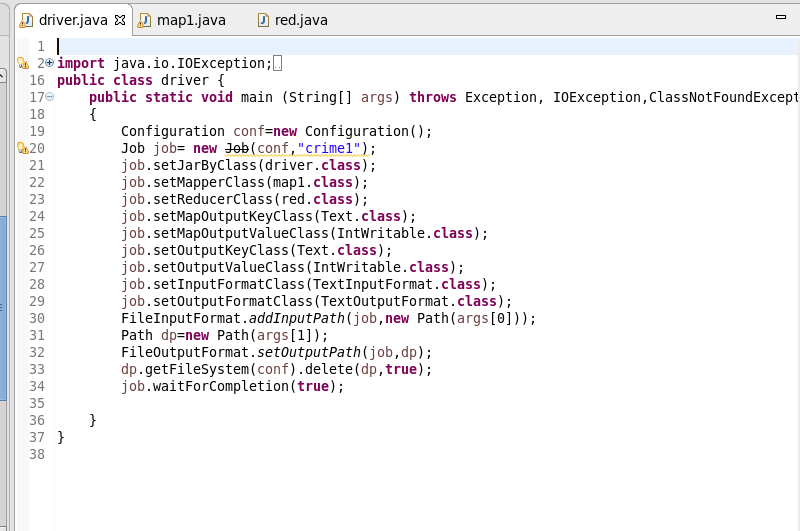 driver.java map1.java red.java
1
2 import java.io.IOException;
16 public class driver {
17 public static void main (String[] args) throws Exception, IOException,ClassNotFoundExcept
18 {
19 Configuration conf=new Configuration();
20 Job job= new Job(conf,"crime1");
21 job.setJarByClass(driver.class);
22 job.setMapperClass(map1.class);
23 job.setReducerClass(red.class);
24 job.setMapOutputKeyClass(Text.class);
25 job.setMapOutputValueClass(IntWritable.class);
26 job.setOutputKeyClass(Text.class);
27 job.setOutputValueClass(IntWritable.class);
28 job.setInputFormatClass(TextInputFormat.class);
29 job.setOutputFormatClass(TextOutputFormat.class);
30 FileInputFormat.addInputPath(job,new Path(args[0]));
31 Path dp=new Path(args[1]);
32 FileOutputFormat.setOutputPath(job,dp);
33 dp.getFileSystem(conf).delete(dp,true);
34 job.waitForCompletion(true);
35
36 }
37 }
38